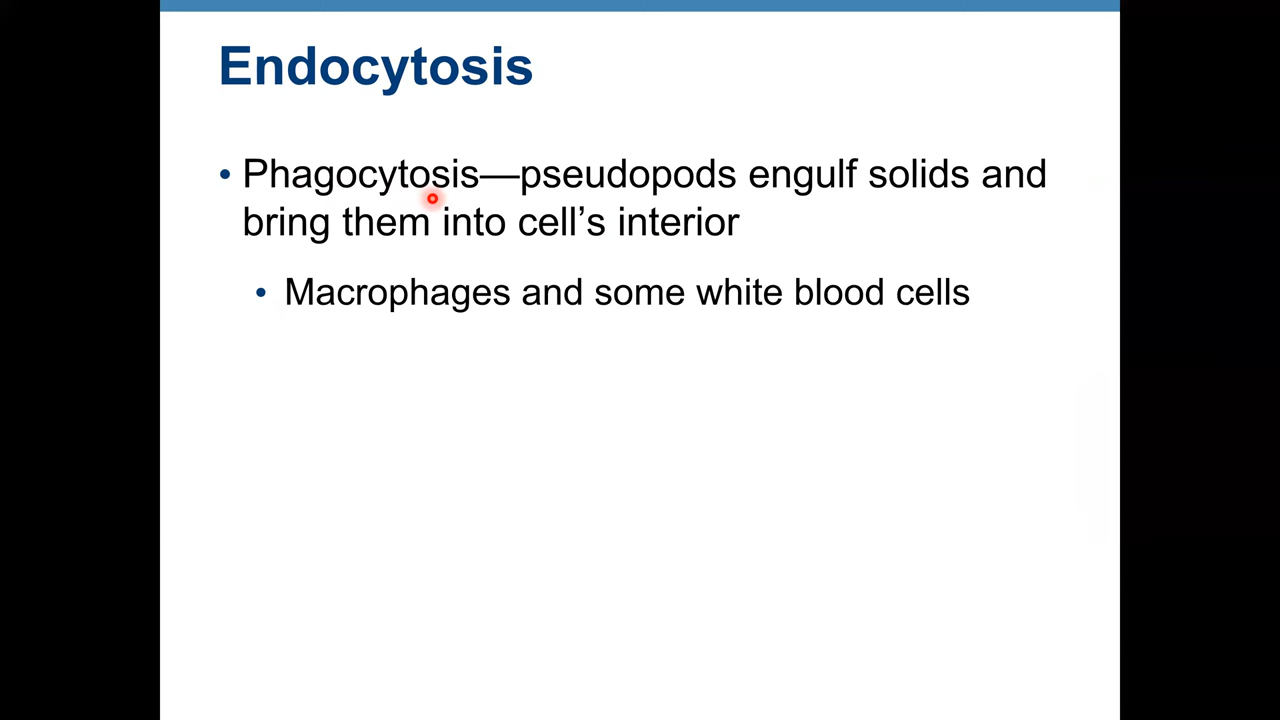 Endocytosis
• Phagocytosis—pseudopods engulf solids and
bring them into cell’s interior
• Macrophages and some white blood cells